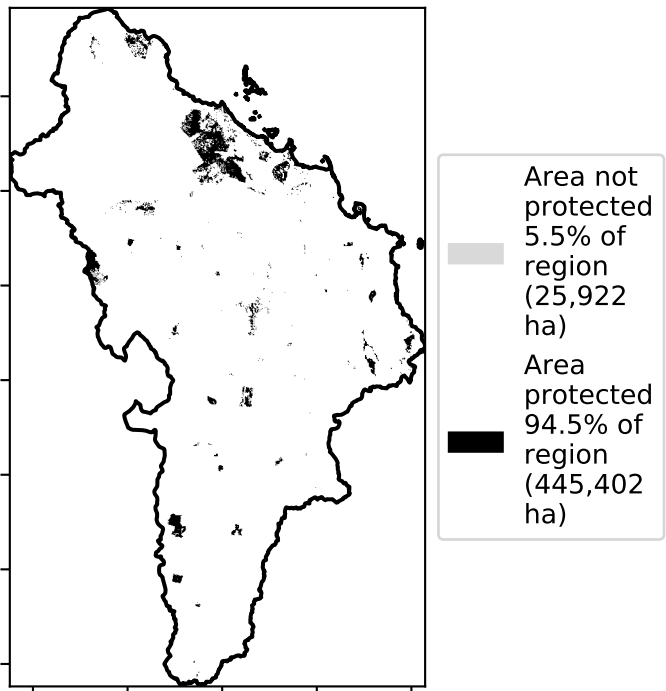 Area not
protected
5.5% of
region
(25,922
ha)
Area
protected
94.5% of
region
(445,402
ha)